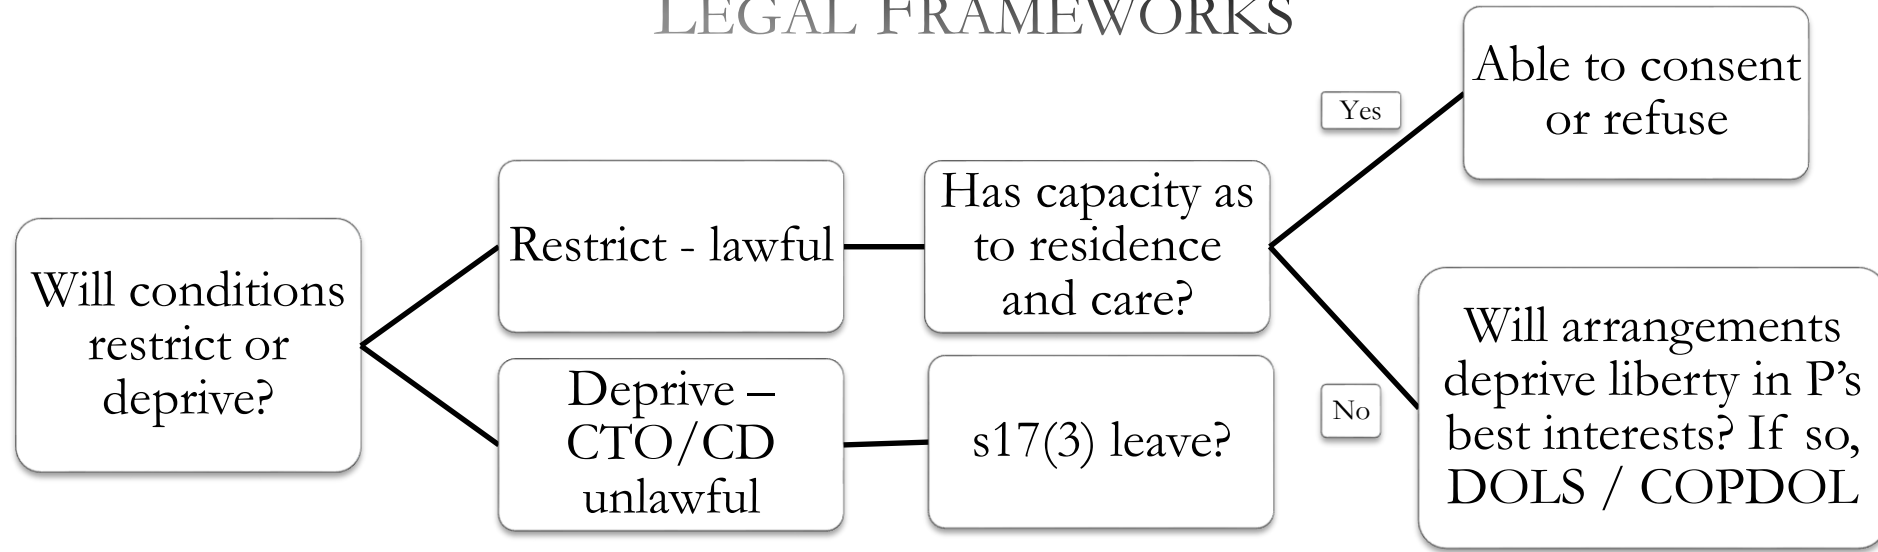 LEGAL FRAMEWORKS
Will conditions
restrict or
deprive?
Restrict - lawful
Deprive –
CTO/CD
unlawful
Has capacity as
to residence
and care?
s17(3) leave?
Yes
Able to consent
or refuse
No
Will arrangements
deprive liberty in P’s
best interests? If so,
DOLS / COPDOL